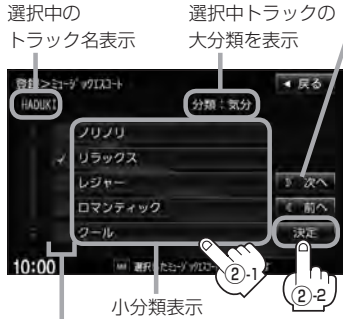 選択中の
トラック名表示
選択中トラックの
大分類を表示
登録>ミュージックエスコート
◀ 戻る
HADUKI
分類：気分
ノリノリ
✓ リラックス
レジャー
次へ
ロマンティック
前へ
クール
決定
10:00
②-1
②-2
小分類表示